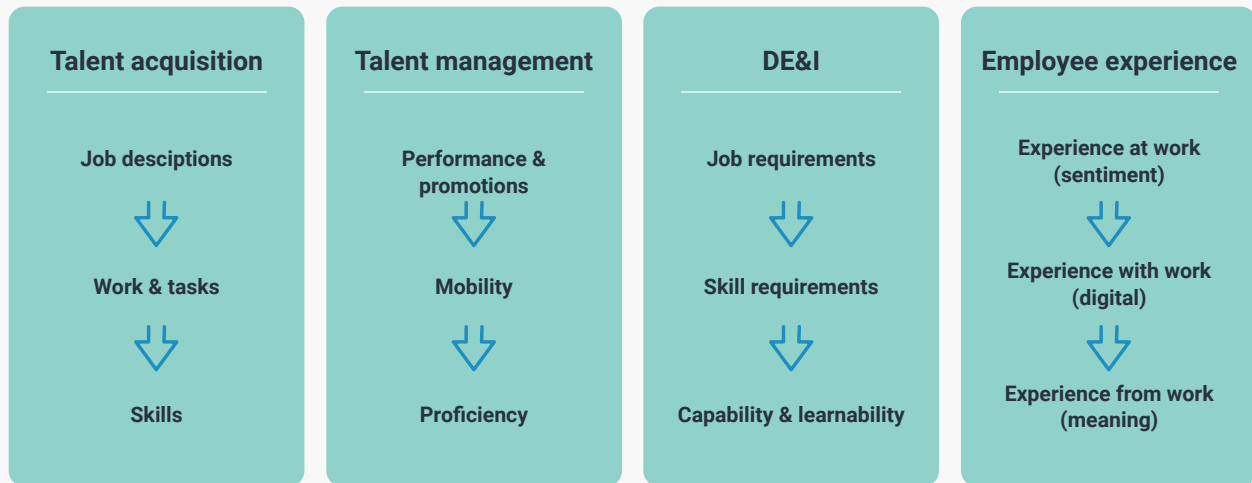 Talent acquisition
Job desciptions
Work & tasks
Skills
Talent management
Performance &
promotions
Mobility
Proficiency
DE&I
Job requirements
Skill requirements
Capability & learnability
Employee experience
Experience at work
(sentiment)
Experience with work
(digital)
Experience from work
(meaning)